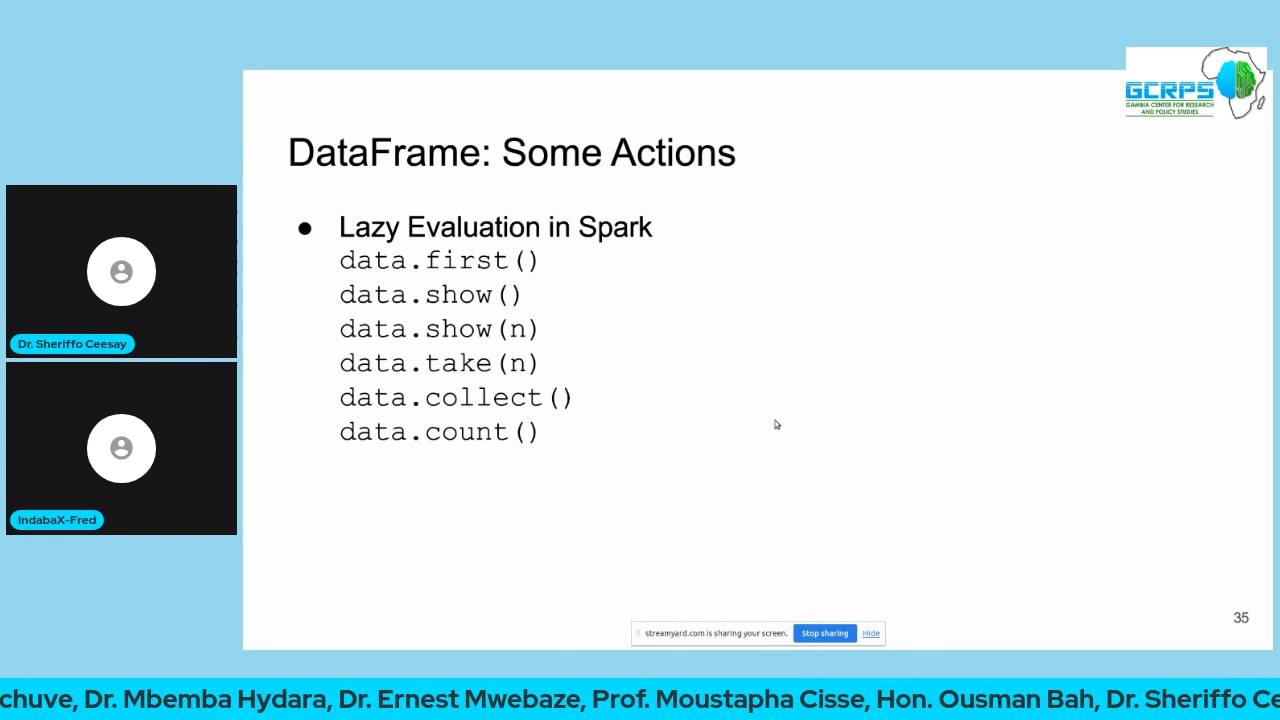 GCRPS
GAMBIA CENTER FOR RESEARCH
AND POLICY STUDIES
DataFrame: Some Actions
● Lazy Evaluation in Spark
data.first()
data.show()
data.show(n)
data.take(n)
data.collect()
data.count()
Dr. Sheriffo Ceesay
IndabaX-Fred
35
streamyard.com is sharing your screen. Stop sharing Hide
chuve, Dr. Mbemba Hydara, Dr. Ernest Mwebaze, Prof. Moustapha Cisse, Hon. Ousman Bah, Dr. Sheriffo Ce